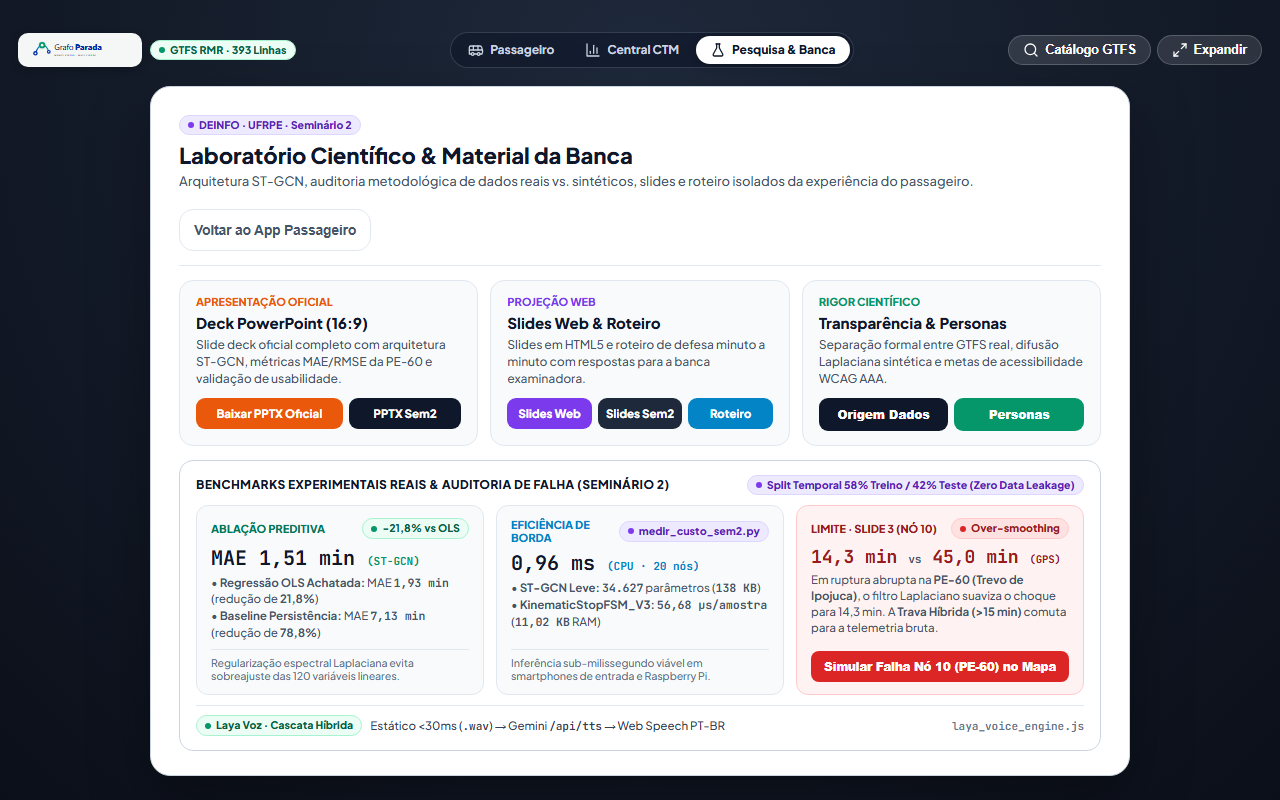 Grafo Parada
GTFS RMR · 393 Linhas
Passageiro
Central CTM
Pesquisa & Banca
Catálogo GTFS
Expandir
DEINFO · UFRPE · Seminário 2
Laboratório Científico & Material da Banca
Arquitetura ST-GCN, auditoria metodológica de dados reais vs. sintéticos, slides e roteiro isolados da experiência do passageiro.
Voltar ao App Passageiro
APRESENTAÇÃO OFICIAL
Deck PowerPoint (16:9)
Slide deck oficial completo com arquitetura
ST-GCN, métricas MAE/RMSE da PE-60 e
validação de usabilidade.
Baixar PPTX Oficial
PPTX Sem2
PROJEÇÃO WEB
Slides Web & Roteiro
Slides em HTML5 e roteiro de defesa minuto a
minuto com respostas para a banca
examinadora.
Slides Web
Slides Sem2
Roteiro
RIGOR CIENTÍFICO
Transparência & Personas
Separação formal entre GTFS real, difusão
Laplaciana sintética e metas de acessibilidade
WCAG AAA.
Origem Dados
Personas
BENCHMARKS EXPERIMENTAIS REAIS & AUDITORIA DE FALHA (SEMINÁRIO 2)
Split Temporal 58% Treino / 42% Teste (Zero Data Leakage)
ABLAÇÃO PREDITIVA
-21,8% vs OLS
MAE 1,51 min (ST-GCN)
• Regressão OLS Achatada: MAE 1,93 min
(redução de 21,8%)
• Baseline Persistência: MAE 7,13 min
(redução de 78,8%)
Regularização espectral Laplaciana evita
sobreajuste das 120 variáveis lineares.
EFICIÊNCIA DE
BORDA
medir_custo_sem2.py
0,96 ms (CPU · 20 nós)
• ST-GCN Leve: 34.627 parâmetros (138 KB)
• KinematicStopFSM_V3: 56,68 µs/amostra
(11,02 KB RAM)
Inferência sub-milissegundo viável em
smartphones de entrada e Raspberry Pi.
LIMITE · SLIDE 3 (NÓ 10)
Over-smoothing
14,3 min vs 45,0 min (GPS)
Em ruptura abrupta na PE-60 (Trevo de
Ipojuca), o filtro Laplaciano suaviza o choque
para 14,3 min. A Trava Híbrida (>15 min) comuta
para a telemetria bruta.
Simular Falha Nó 10 (PE-60) no Mapa
Laya Voz · Cascata Híbrida
Estático <30ms (.wav) → Gemini /api/tts → Web Speech PT-BR
laya_voice_engine.js